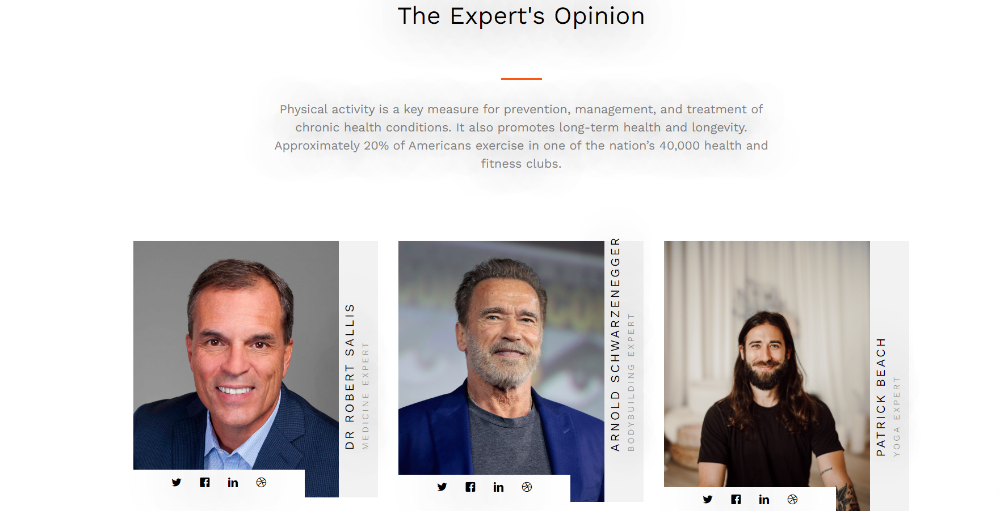 The Expert's Opinion
Physical activity is a key measure for prevention, management, and treatment of
chronic health conditions. It also promotes long-term health and longevity.
Approximately 20% of Americans exercise in one of the nation’s 40,000 health and
fitness clubs.
DR ROBERT SALLIS
MEDICINE EXPERT
ARNOLD SCHWARZENEGGER
BODYBUILDING EXPERT
PATRICK BEACH
YOGA EXPERT